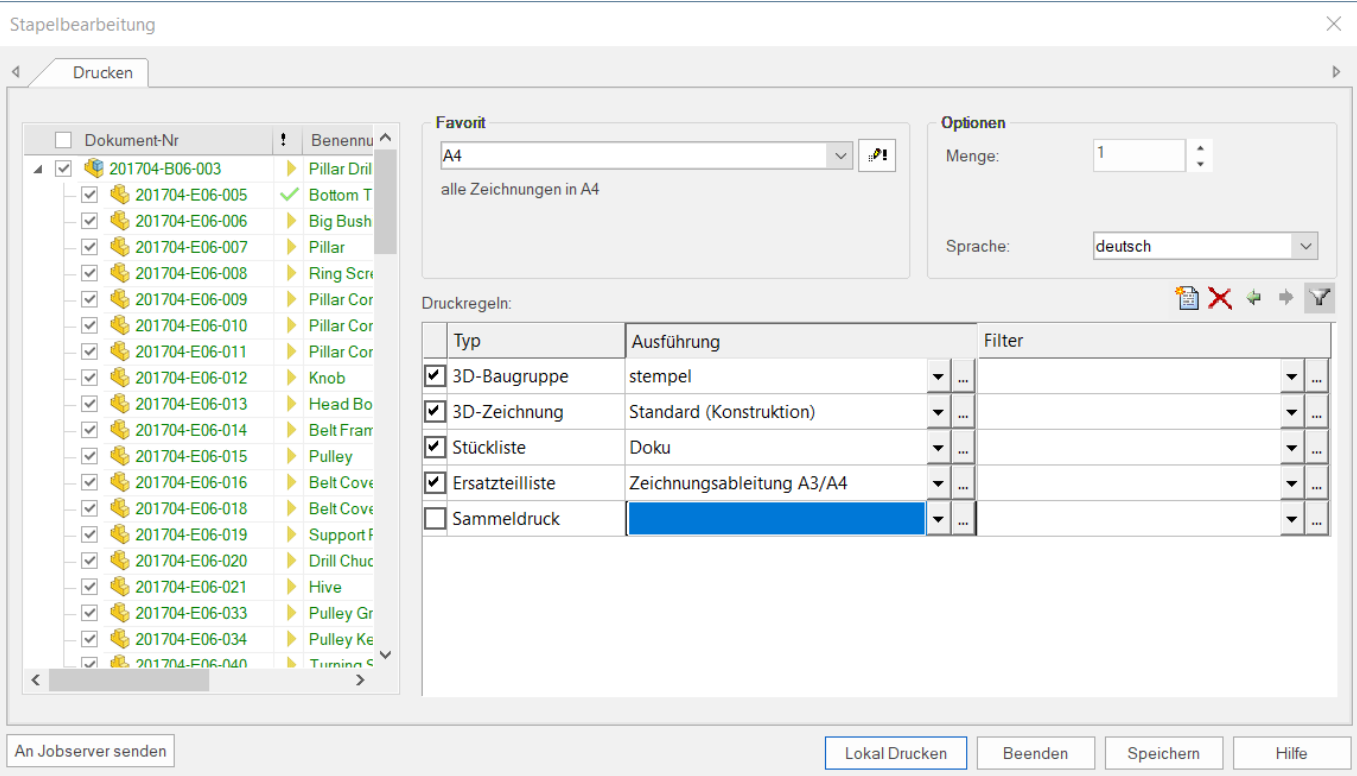 Stapelbearbeitung
Drucken
Dokument-Nr ! Benennu
201704-B06-003 Pillar Dril
201704-E06-005 Bottom T
201704-E06-006 Big Bush
201704-E06-007 Pillar
201704-E06-008 Ring Scre
201704-E06-009 Pillar Cor
201704-E06-010 Pillar Cor
201704-E06-011 Pillar Cor
201704-E06-012 Knob
201704-E06-013 Head Bo
201704-E06-014 Belt Fram
201704-E06-015 Pulley
201704-E06-016 Belt Cove
201704-E06-018 Belt Cove
201704-E06-019 Support F
201704-E06-020 Drill Chuc
201704-E06-021 Hive
201704-E06-033 Pulley Gr
201704-E06-034 Pulley Ke
201704-E06-040 Turning S
Favorit
A4
alle Zeichnungen in A4
Optionen
Menge: 1
Sprache: deutsch
Druckregeln:
Typ Ausführung Filter
3D-Baugruppe stempel ... ...
3D-Zeichnung Standard (Konstruktion) ... ...
Stückliste Doku ... ...
Ersatzteilliste Zeichnungsableitung A3/A4 ... ...
Sammeldruck ... ...
An Jobserver senden Lokal Drucken Beenden Speichern Hilfe